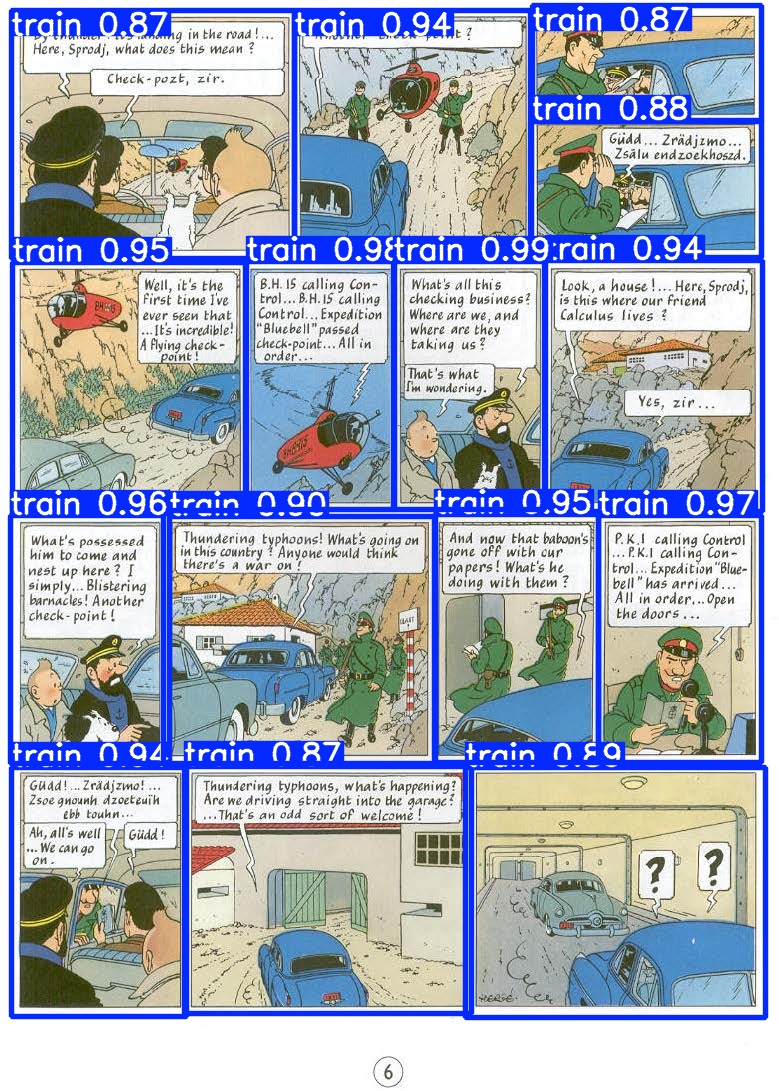 train 0.87
By thunder! It's landing in the road!...
Here, Sprodj, what does this mean?
Check-pozt, zir.
train 0.94
Another check-point?
train 0.87
train 0.88
Güdd... Zrädjzmo...
Zsálu endzoekhoszd.
train 0.95
Well, it's the
first time I've
ever seen that
...It's incredible!
A flying check-
point!
BH15
train 0.98
B.H. 15 calling Con-
trol... B.H. 15 calling
Control... Expedition
"Bluebell" passed
check-point... All in
order...
BH15
train 0.99
What's all this
checking business?
Where are we, and
where are they
taking us?
That's what
I'm wondering.
train 0.94
Look, a house!... Here, Sprodj,
is this where our friend
Calculus lives?
Yes, zir...
train 0.96
What's possessed
him to come and
nest up here? I
simply... Blistering
barnacles! Another
check-point!
train 0.90
Thundering typhoons! What's going on
in this country? Anyone would think
there's a war on!
train 0.95
And now that baboon's
gone off with our
papers! What's he
doing with them?
train 0.97
P.K.1 calling Control
...P.K.1 calling Con-
trol... Expedition "Blue-
bell" has arrived...
All in order...Open
the doors...
train 0.94
Güdd!...Zrädjzmo!...
Zsoe gnounh dzoeteuïh
ebb touhn...
Ah, all's well
... We can go
on.
Güdd!
train 0.87
Thundering typhoons, what's happening?
Are we driving straight into the garage?
...That's an odd sort of welcome!
train 0.89
?
?
HERGÉ
6